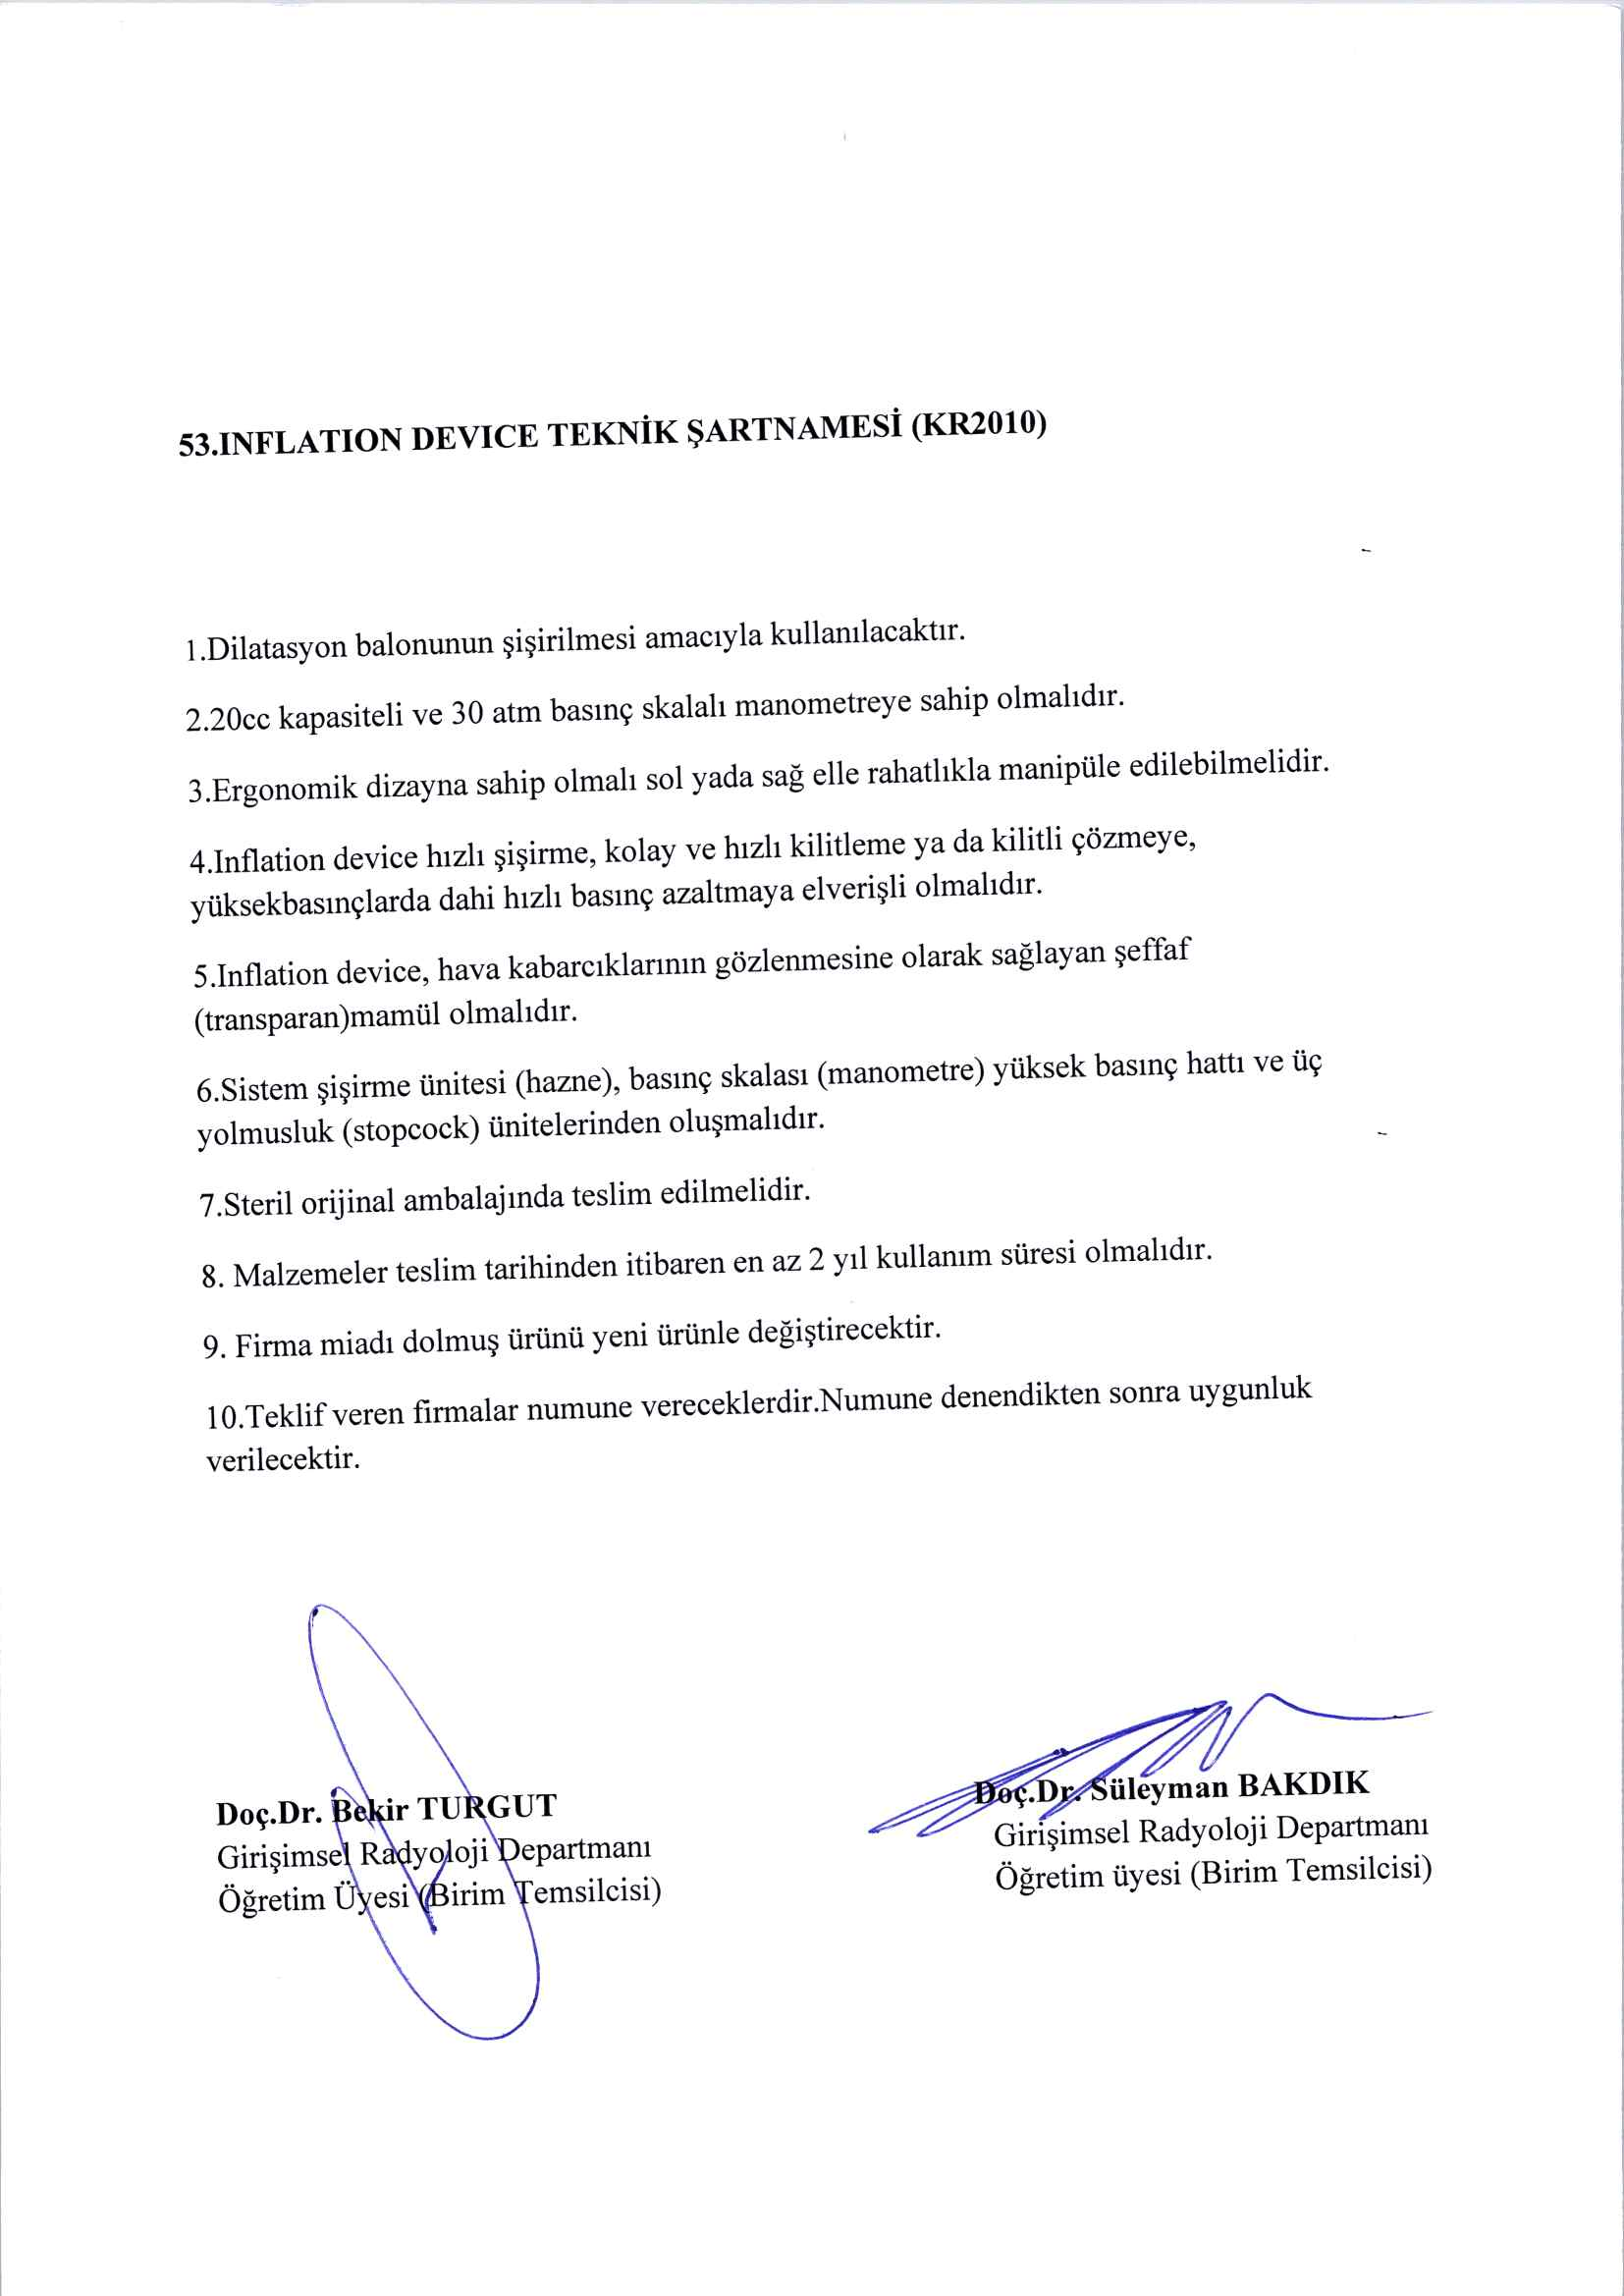 53.INFLATION DEVICE TEKNİK ŞARTNAMESİ (KR2010)
1.Dilatasyon balonunun şişirilmesi amacıyla kullanılacaktır.
2.20cc kapasiteli ve 30 atm basınç skalalı manometreye sahip olmalıdır.
3.Ergonomik dizayna sahip olmalı sol yada sağ elle rahatlıkla manipüle edilebilmelidir.
4.Inflation device hızlı şişirme, kolay ve hızlı kilitleme ya da kilitli çözmeye,
yüksekbasınçlarda dahi hızlı basınç azaltmaya elverişli olmalıdır.
5.Inflation device, hava kabarcıklarının gözlenmesine olarak sağlayan şeffaf
(transparan)mamül olmalıdır.
6.Sistem şişirme ünitesi (hazne), basınç skalası (manometre) yüksek basınç hattı ve üç
yolmusluk (stopcock) ünitelerinden oluşmalıdır.
7.Steril orijinal ambalajında teslim edilmelidir.
8. Malzemeler teslim tarihinden itibaren en az 2 yıl kullanım süresi olmalıdır.
9. Firma miadı dolmuş ürünü yeni ürünle değiştirecektir.
10.Teklif veren firmalar numune vereceklerdir.Numune denendikten sonra uygunluk
verilecektir.
Doç.Dr. Bekir TURGUT
Girişimsel Radyoloji Departmanı
Öğretim Üyesi (Birim Temsilcisi)
Doç.Dr. Süleyman BAKDIK
Girişimsel Radyoloji Departmanı
Öğretim üyesi (Birim Temsilcisi)